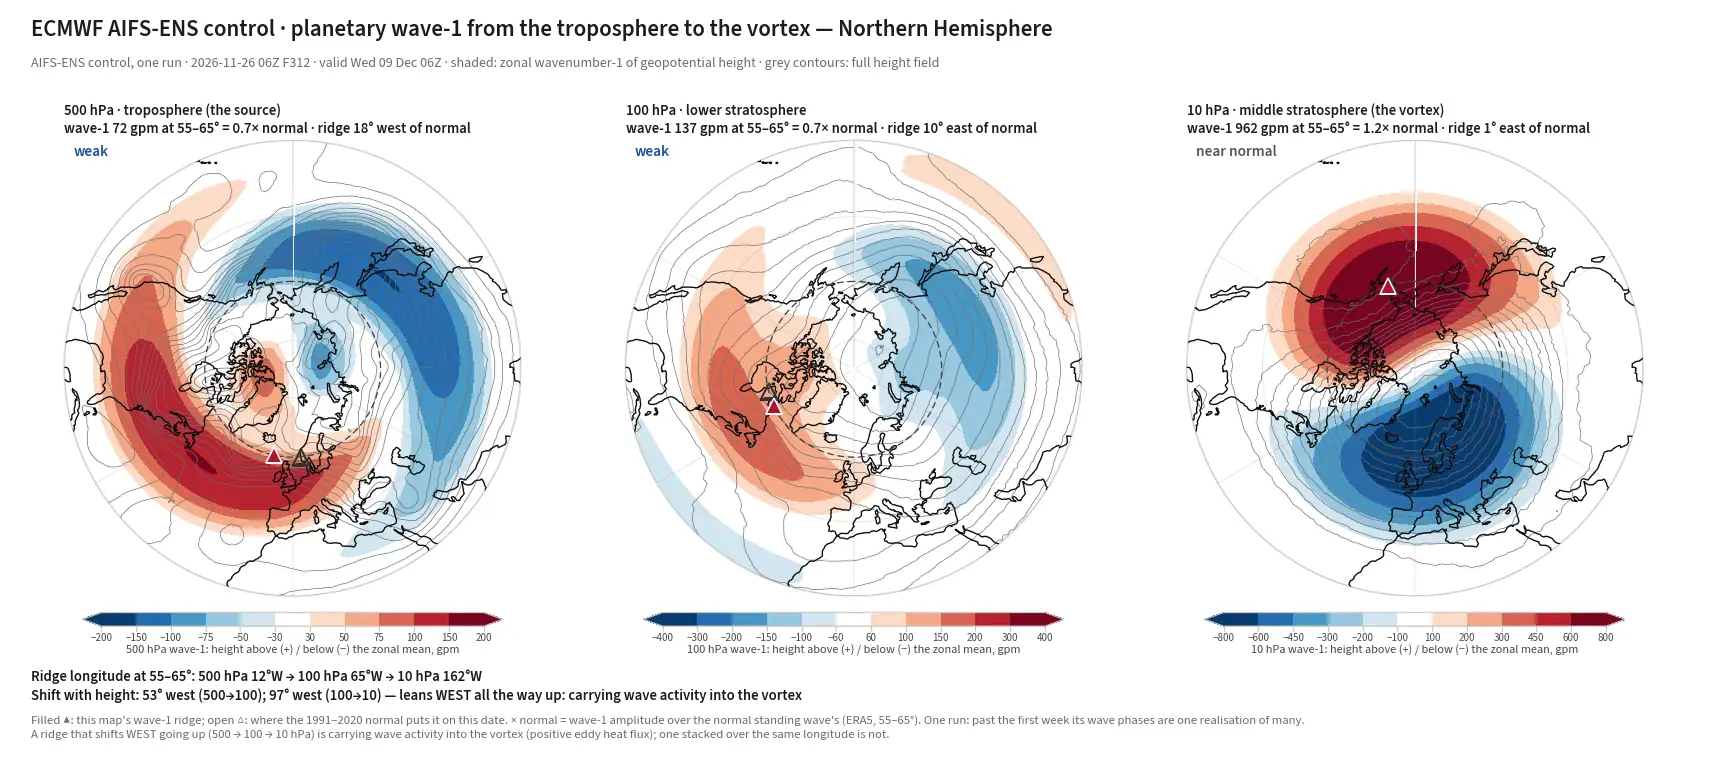 ECMWF AIFS-ENS control · planetary wave-1 from the troposphere to the vortex — Northern Hemisphere
AIFS-ENS control, one run · 2026-11-26 06Z F312 · valid Wed 09 Dec 06Z · shaded: zonal wavenumber-1 of geopotential height · grey contours: full height field
500 hPa · troposphere (the source)
wave-1 72 gpm at 55–65° = 0.7× normal · ridge 18° west of normal
weak
100 hPa · lower stratosphere
wave-1 137 gpm at 55–65° = 0.7× normal · ridge 10° east of normal
weak
10 hPa · middle stratosphere (the vortex)
wave-1 962 gpm at 55–65° = 1.2× normal · ridge 1° east of normal
near normal
−200 −150 −100 −75 −50 −30 30 50 75 100 150 200
500 hPa wave-1: height above (+) / below (−) the zonal mean, gpm
−400 −300 −200 −150 −100 −60 60 100 150 200 300 400
100 hPa wave-1: height above (+) / below (−) the zonal mean, gpm
−800 −600 −450 −300 −200 −100 100 200 300 450 600 800
10 hPa wave-1: height above (+) / below (−) the zonal mean, gpm
Ridge longitude at 55–65°: 500 hPa 12°W → 100 hPa 65°W → 10 hPa 162°W
Shift with height: 53° west (500→100); 97° west (100→10) — leans WEST all the way up: carrying wave activity into the vortex
Filled ▲: this map's wave-1 ridge; open △: where the 1991–2020 normal puts it on this date. × normal = wave-1 amplitude over the normal standing wave's (ERA5, 55–65°). One run: past the first week its wave phases are one realisation of many.
A ridge that shifts WEST going up (500 → 100 → 10 hPa) is carrying wave activity into the vortex (positive eddy heat flux); one stacked over the same longitude is not.